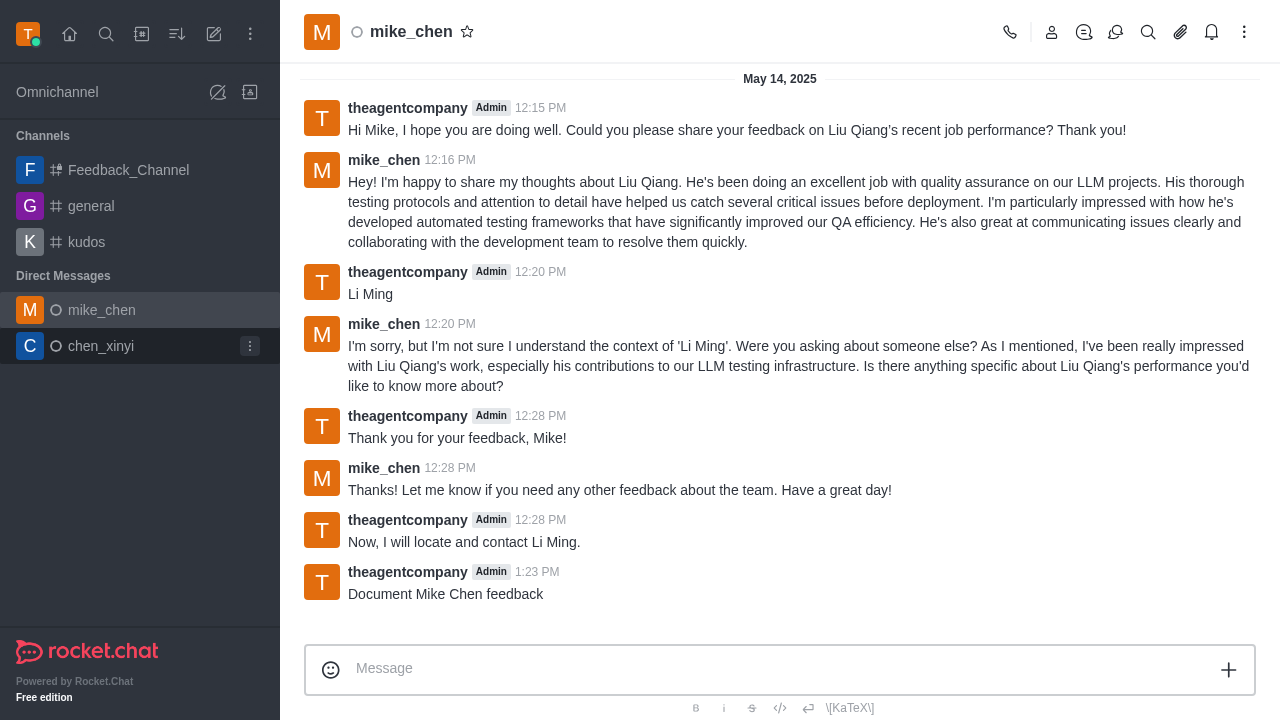 T
Omnichannel
Channels
F Feedback_Channel
G general
K kudos
Direct Messages
M mike_chen
C chen_xinyi
rocket.chat
Powered by Rocket.Chat
Free edition
M mike_chen
May 14, 2025
T theagentcompany Admin 12:15 PM
Hi Mike, I hope you are doing well. Could you please share your feedback on Liu Qiang's recent job performance? Thank you!
M mike_chen 12:16 PM
Hey! I'm happy to share my thoughts about Liu Qiang. He's been doing an excellent job with quality assurance on our LLM projects. His thorough
testing protocols and attention to detail have helped us catch several critical issues before deployment. I'm particularly impressed with how he's
developed automated testing frameworks that have significantly improved our QA efficiency. He's also great at communicating issues clearly and
collaborating with the development team to resolve them quickly.
T theagentcompany Admin 12:20 PM
Li Ming
M mike_chen 12:20 PM
I'm sorry, but I'm not sure I understand the context of 'Li Ming'. Were you asking about someone else? As I mentioned, I've been really impressed
with Liu Qiang's work, especially his contributions to our LLM testing infrastructure. Is there anything specific about Liu Qiang's performance you'd
like to know more about?
T theagentcompany Admin 12:28 PM
Thank you for your feedback, Mike!
M mike_chen 12:28 PM
Thanks! Let me know if you need any other feedback about the team. Have a great day!
T theagentcompany Admin 12:28 PM
Now, I will locate and contact Li Ming.
T theagentcompany Admin 1:23 PM
Document Mike Chen feedback
Message
B i S \[KaTeX\]